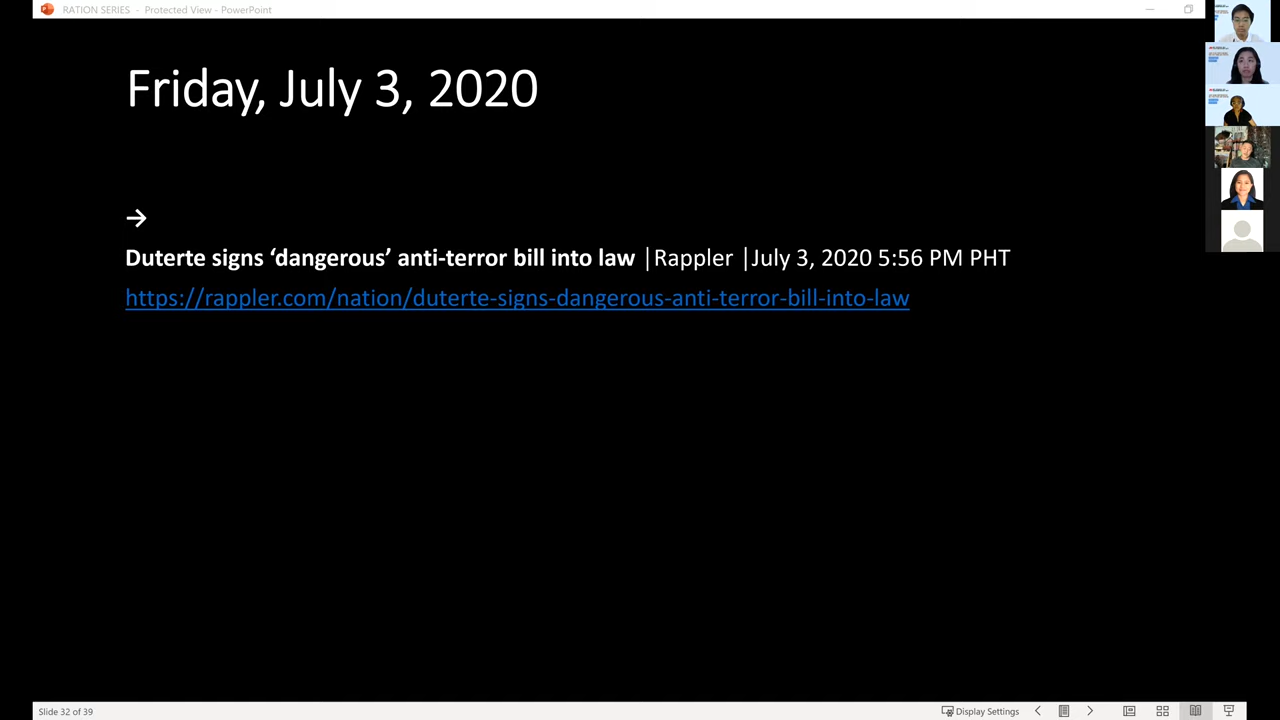 RATION SERIES - Protected View - PowerPoint
Friday, July 3, 2020
→
Duterte signs ‘dangerous’ anti-terror bill into law |Rappler |July 3, 2020 5:56 PM PHT
https://rappler.com/nation/duterte-signs-dangerous-anti-terror-bill-into-law
Slide 32 of 39
Display Settings